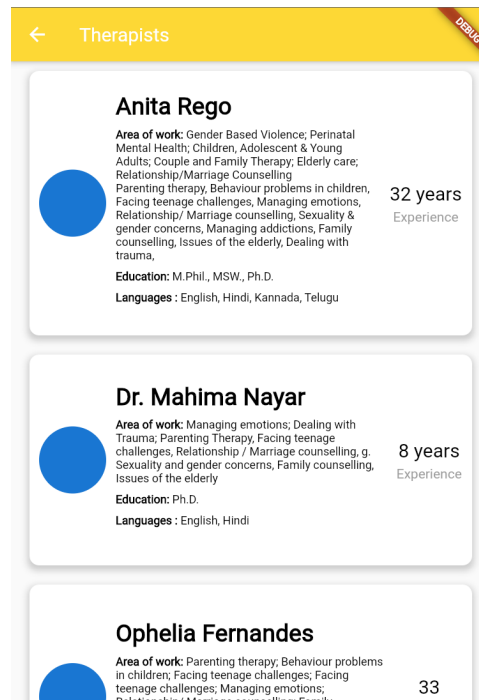 Therapists
DEBUG
Anita Rego
Area of work: Gender Based Violence; Perinatal
Mental Health; Children, Adolescent & Young
Adults; Couple and Family Therapy; Elderly care;
Relationship/Marriage Counselling
Parenting therapy, Behaviour problems in children,
Facing teenage challenges, Managing emotions,
Relationship/ Marriage counselling, Sexuality &
gender concerns, Managing addictions, Family
counselling, Issues of the elderly, Dealing with
trauma,
Education: M.Phil., MSW., Ph.D.
Languages : English, Hindi, Kannada, Telugu
32 years
Experience
Dr. Mahima Nayar
Area of work: Managing emotions; Dealing with
Trauma; Parenting Therapy, Facing teenage
challenges, Relationship / Marriage counselling, g.
Sexuality and gender concerns, Family counselling,
Issues of the elderly
Education: Ph.D.
Languages : English, Hindi
8 years
Experience
Ophelia Fernandes
Area of work: Parenting therapy; Behaviour problems
in children; Facing teenage challenges; Facing
teenage challenges; Managing emotions;
Relationship/ Marriage counselling; Family
33